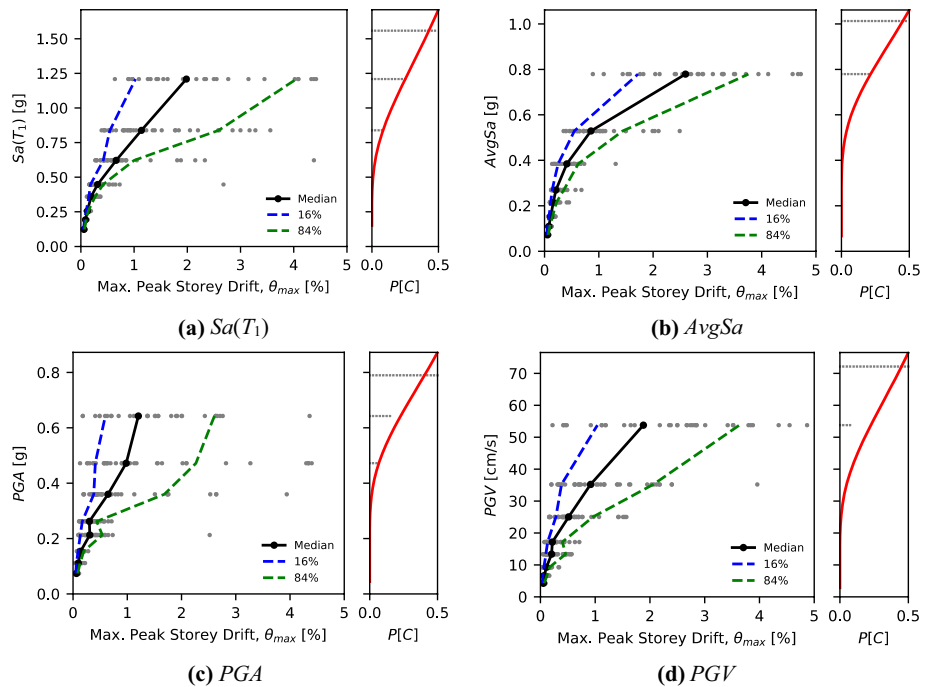 1.50
1.25
1.00
0.75
0.50
0.25
0.00
Sa(T1) [g]
Median
16%
84%
0 1 2 3 4 5
Max. Peak Storey Drift, θmax [%]
0.0 0.5
P[C]
(a) Sa(T1)
1.0
0.8
0.6
0.4
0.2
0.0
AvgSa [g]
Median
16%
84%
0 1 2 3 4 5
Max. Peak Storey Drift, θmax [%]
0.0 0.5
P[C]
(b) AvgSa
0.8
0.6
0.4
0.2
0.0
PGA [g]
Median
16%
84%
0 1 2 3 4 5
Max. Peak Storey Drift, θmax [%]
0.0 0.5
P[C]
(c) PGA
70
60
50
40
30
20
10
0
PGV [cm/s]
Median
16%
84%
0 1 2 3 4 5
Max. Peak Storey Drift, θmax [%]
0.0 0.5
P[C]
(d) PGV